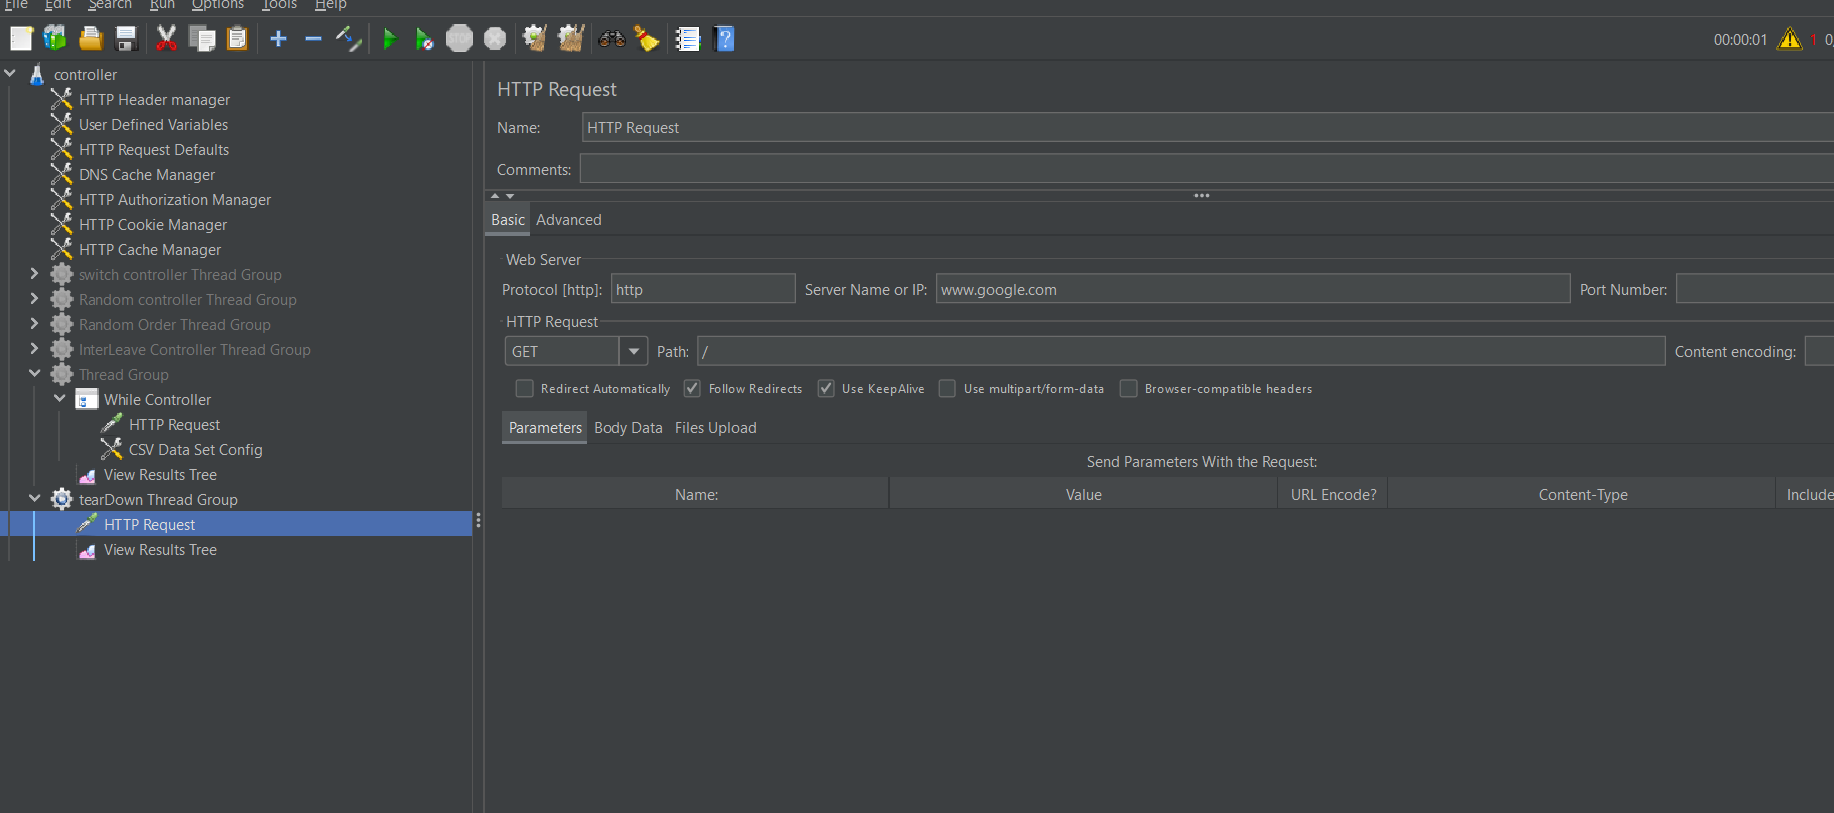 File Edit Search Run Options Tools Help
STOP
00:00:01 1 0
controller
HTTP Header manager
User Defined Variables
HTTP Request Defaults
DNS Cache Manager
HTTP Authorization Manager
HTTP Cookie Manager
HTTP Cache Manager
switch controller Thread Group
Random controller Thread Group
Random Order Thread Group
InterLeave Controller Thread Group
Thread Group
While Controller
HTTP Request
CSV Data Set Config
View Results Tree
tearDown Thread Group
HTTP Request
View Results Tree
HTTP Request
Name: HTTP Request
Comments:
Basic Advanced
Web Server
Protocol [http]: http Server Name or IP: www.google.com Port Number:
HTTP Request
GET Path: / Content encoding:
Redirect Automatically Follow Redirects Use KeepAlive Use multipart/form-data Browser-compatible headers
Parameters Body Data Files Upload
Send Parameters With the Request:
Name: Value URL Encode? Content-Type Include